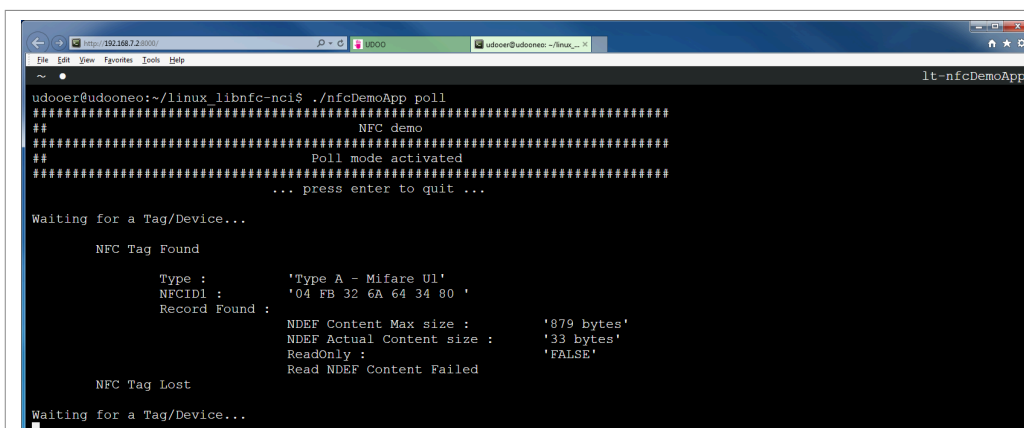 http://192.168.7.2:8000/
UDOO
udooer@udooneo: ~/linux_...
File Edit View Favorites Tools Help
~ ● lt-nfcDemoApp
udooer@udooneo:~/linux_libnfc-nci$ ./nfcDemoApp poll
################################################################################
## NFC demo
################################################################################
## Poll mode activated
################################################################################
... press enter to quit ...
Waiting for a Tag/Device...
NFC Tag Found
Type : 'Type A - Mifare Ul'
NFCID1 : '04 FB 32 6A 64 34 80 '
Record Found :
NDEF Content Max size : '879 bytes'
NDEF Actual Content size : '33 bytes'
ReadOnly : 'FALSE'
Read NDEF Content Failed
NFC Tag Lost
Waiting for a Tag/Device...